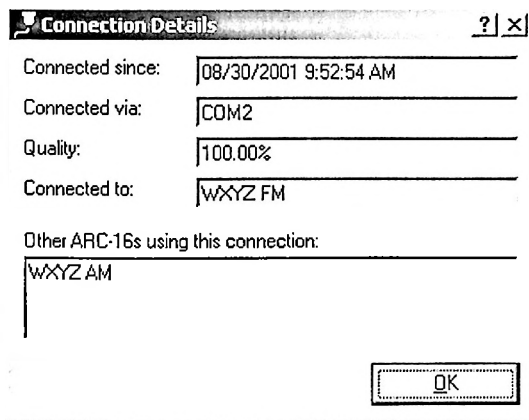 Connection Details
Connected since: 08/30/2001 9:52:54 AM
Connected via: COM2
Quality: 100.00%
Connected to: WXYZ FM
Other ARC-16s using this connection:
WXYZ AM
OK